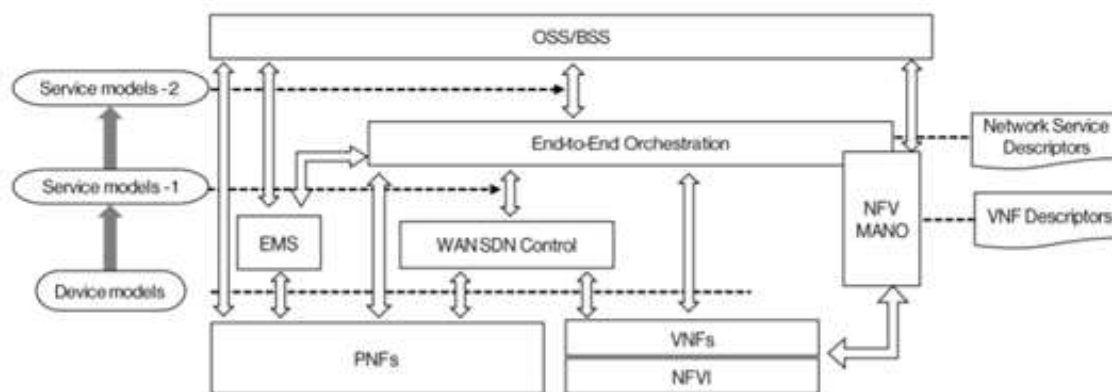 OSS/BSS
Service models -2
End-to-End Orchestration
Network Service
Descriptors
Service models -1
NFV
MANO
VNF Descriptors
EMS
WAN SDN Control
Device models
PNFs
VNFs
NFVI